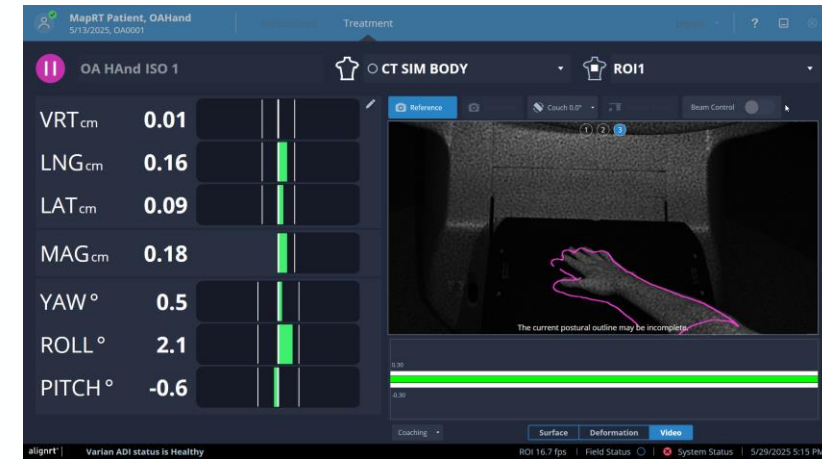 MapRT Patient, OAHand
5/13/2025, OA0001
Treatment
?
OA HAnd ISO 1
CT SIM BODY
ROI1
Reference
Couch 0.0°
Beam Control
1 2 3
VRT cm 0.01
LNG cm 0.16
LAT cm 0.09
MAG cm 0.18
YAW ° 0.5
ROLL ° 2.1
PITCH ° -0.6
The current postural outline may be incomplete.
0.30
-0.30
Coaching
Surface Deformation Video
alignrt° Varian ADI status is Healthy ROI 16.7 fps Field Status System Status 5/29/2025 5:15 PM